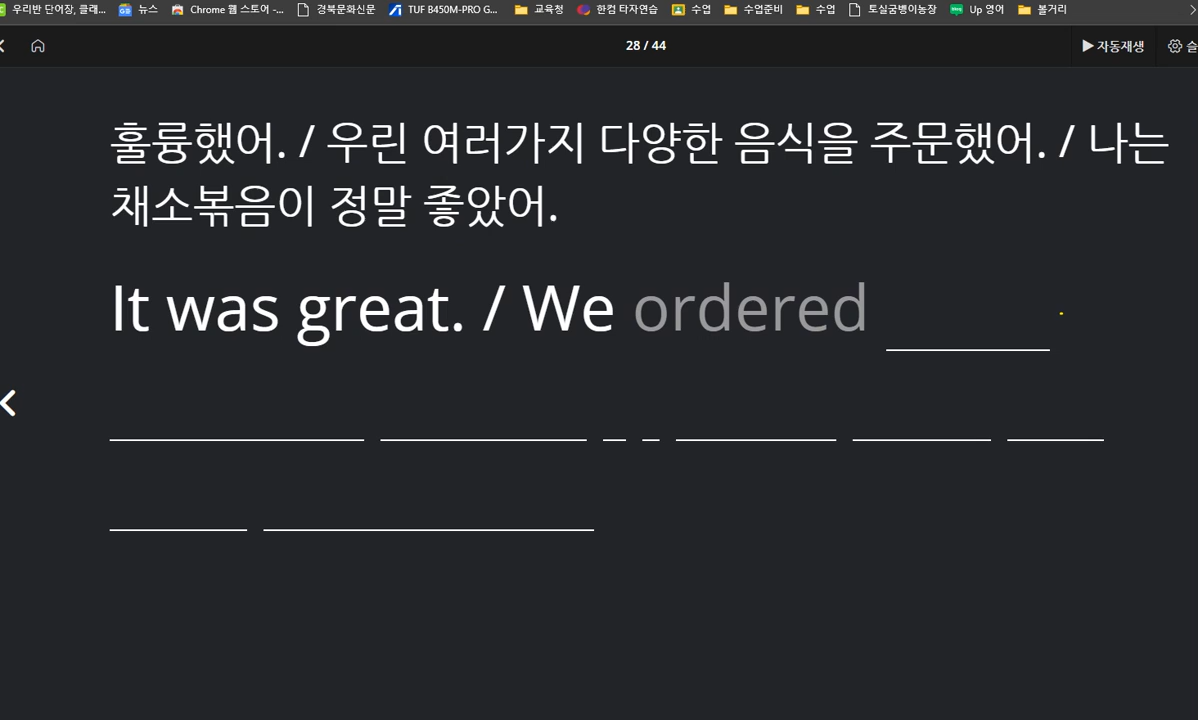 우리반 단어장, 클래... 뉴스 Chrome 웹 스토어 -... 경북문화신문 TUF B450M-PRO G... 교육청 한컴 타자연습 수업 수업준비 수업 토실굼벵이농장 Up 영어 볼거리
28 / 44 ▶ 자동재생 슬
훌륭했어. / 우린 여러가지 다양한 음식을 주문했어. / 나는
채소볶음이 정말 좋았어.
It was great. / We ordered